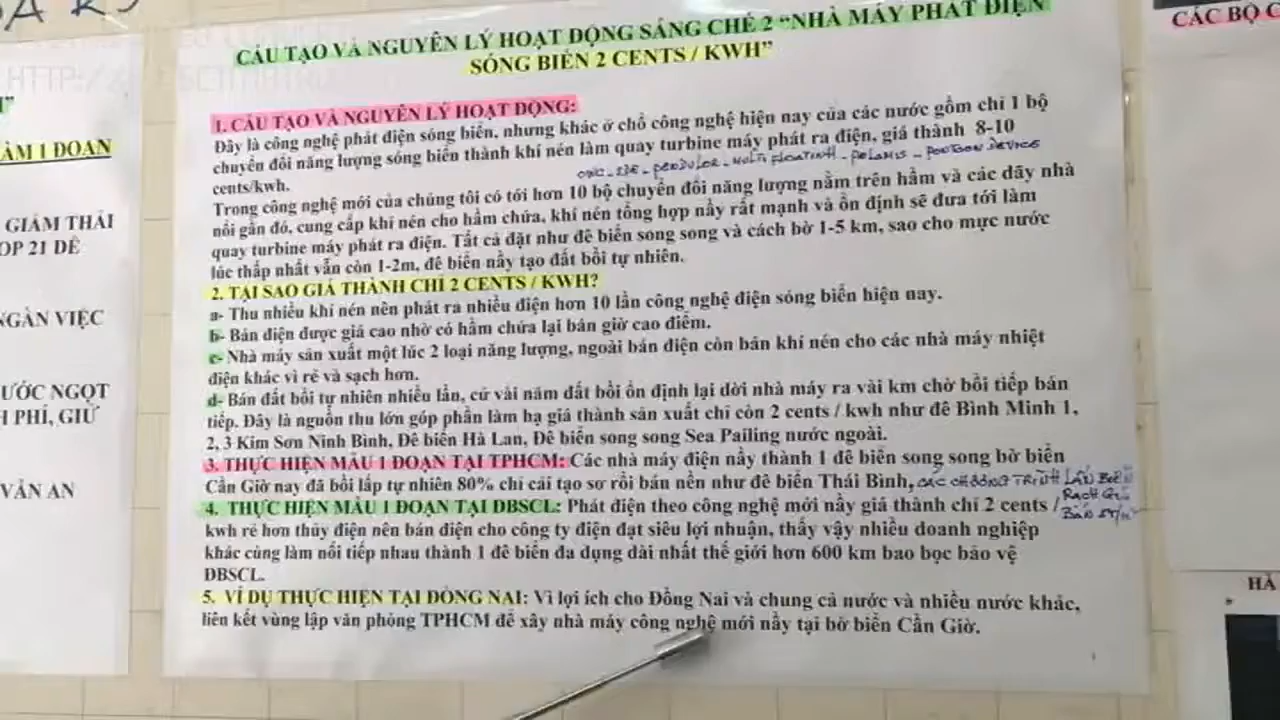 CẤU TẠO VÀ NGUYÊN LÝ HOẠT ĐỘNG SÁNG CHẾ 2 “NHÀ MÁY PHÁT ĐIỆN
SÓNG BIỂN 2 CENTS / KWH”
1. CẤU TẠO VÀ NGUYÊN LÝ HOẠT ĐỘNG:
Đây là công nghệ phát điện sóng biển, nhưng khác ở chổ công nghệ hiện nay của các nước gồm chỉ 1 bộ
chuyển đổi năng lượng sóng biển thành khí nén làm quay turbine máy phát ra điện, giá thành 8-10
cents/kwh.
OWC - - PENDULOR - MULTI FLOATING - PELAMIS - PONTOON DEVICE
Trong công nghệ mới của chúng tôi có tới hơn 10 bộ chuyển đổi năng lượng nằm trên hầm và các dãy nhà
nổi gần đó, cung cấp khí nén cho hầm chứa, khí nén tổng hợp nầy rất mạnh và ổn định sẽ đưa tới làm
quay turbine máy phát ra điện. Tất cả đặt như đê biển song song và cách bờ 1-5 km, sao cho mực nước
lúc thấp nhất vẫn còn 1-2m, đê biển nầy tạo đất bồi tự nhiên.
2. TẠI SAO GIÁ THÀNH CHỈ 2 CENTS / KWH?
a- Thu nhiều khí nén nên phát ra nhiều điện hơn 10 lần công nghệ điện sóng biển hiện nay.
b- Bán điện được giá cao nhờ có hầm chứa lại bán giờ cao điểm.
c- Nhà máy sản xuất một lúc 2 loại năng lượng, ngoài bán điện còn bán khí nén cho các nhà máy nhiệt
điện khác vì rẻ và sạch hơn.
d- Bán đất bồi tự nhiên nhiều lần, cứ vài năm đất bồi ổn định lại dời nhà máy ra vài km chờ bồi tiếp bán
tiếp. Đây là nguồn thu lớn góp phần làm hạ giá thành sản xuất chỉ còn 2 cents / kwh như đê Bình Minh 1,
2, 3 Kim Sơn Ninh Bình, Đê biển Hà Lan, Đê biển song song Sea Pailing nước ngoài.
3. THỰC HIỆN MẪU 1 ĐOẠN TẠI TPHCM: Các nhà máy điện nầy thành 1 đê biển song song bờ biển
Cần Giờ nay đã bồi lấp tự nhiên 80% chỉ cải tạo sơ rồi bán nền như đê biển Thái Bình, CÁC CHƯƠNG TRÌNH LẤN BIỂN
RẠCH GIÁ
4. THỰC HIỆN MẪU 1 ĐOẠN TẠI ĐBSCL: Phát điện theo công nghệ mới nầy giá thành chỉ 2 cents /
kwh rẻ hơn thủy điện nên bán điện cho công ty điện đạt siêu lợi nhuận, thấy vậy nhiều doanh nghiệp
khác cùng làm nối tiếp nhau thành 1 đê biển đa dụng dài nhất thế giới hơn 600 km bao bọc bảo vệ
ĐBSCL.
5. VÍ DỤ THỰC HIỆN TẠI ĐỒNG NAI: Vì lợi ích cho Đồng Nai và chung cả nước và nhiều nước khác,
liên kết vùng lập văn phòng TPHCM để xây nhà máy công nghệ mới nầy tại bờ biển Cần Giờ.
ÀM 1 ĐOẠN
GIẢM THẢI
OP 21 ĐỂ
NGĂN VIỆC
ƯỚC NGỌT
PHÍ, GIỮ
VẪN AN
CÁC BỘ
HÀ